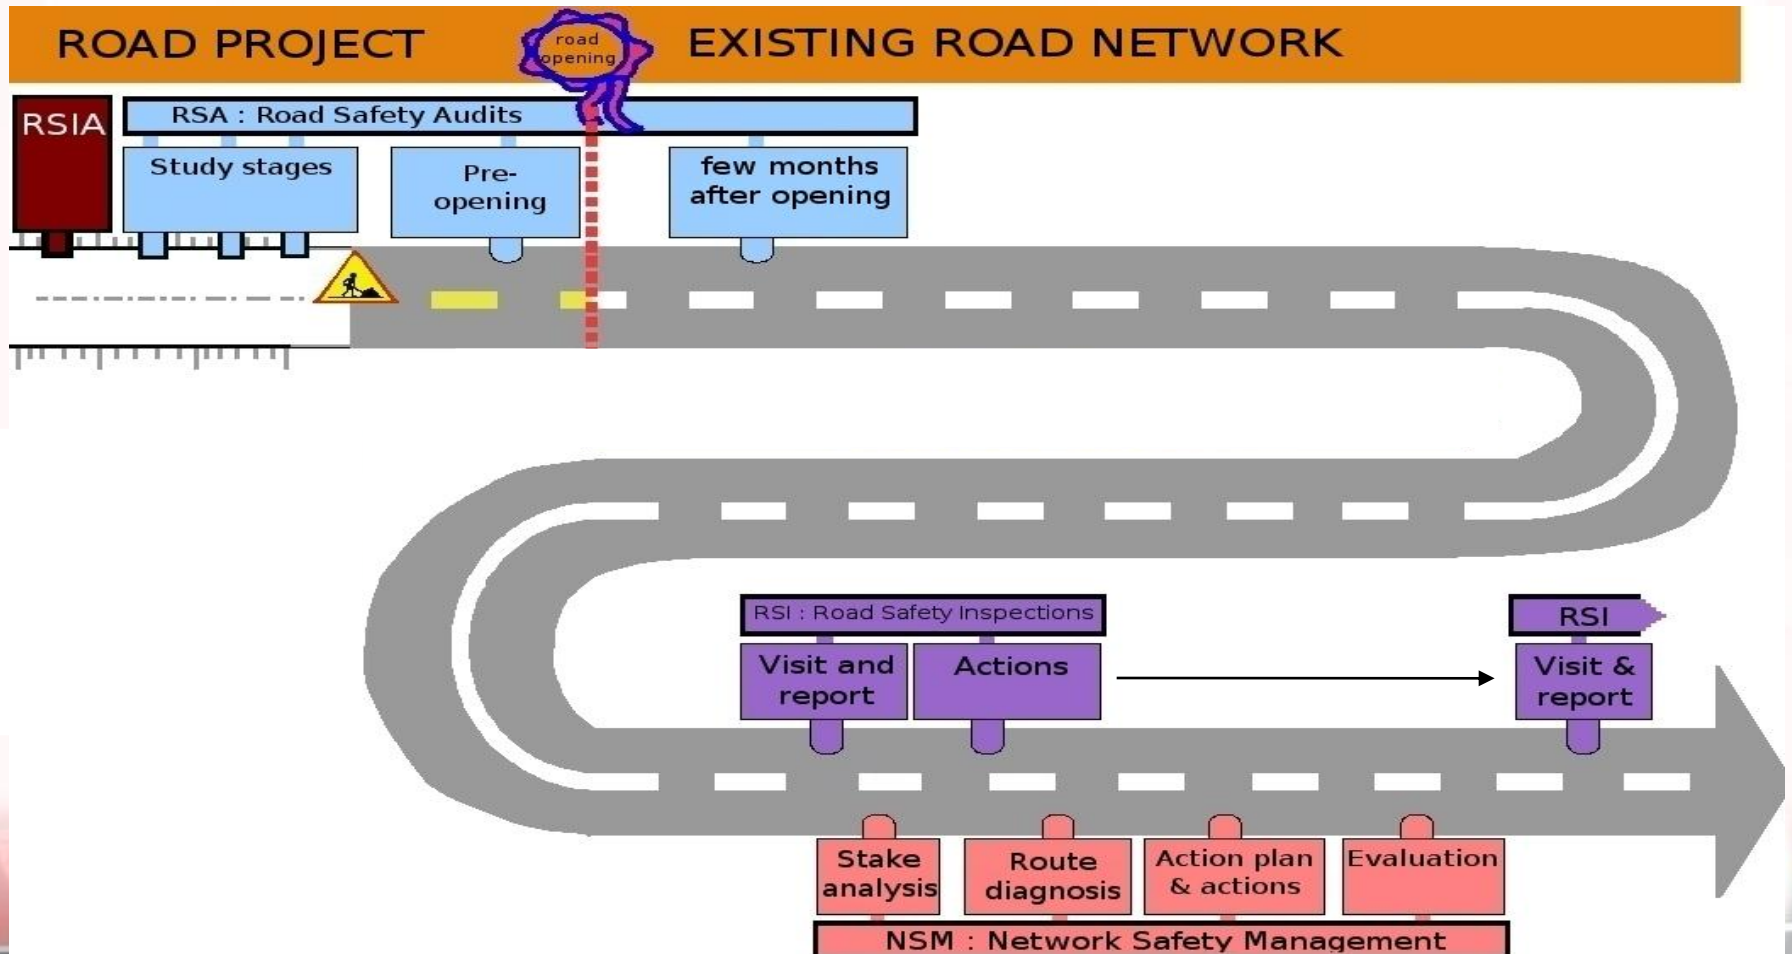 ROAD PROJECT
road
opening
EXISTING ROAD NETWORK
RSIA
RSA : Road Safety Audits
Study stages
Pre-
opening
few months
after opening
RSI : Road Safety Inspections
Visit and
report
Actions
RSI
Visit &
report
Stake
analysis
Route
diagnosis
Action plan
& actions
Evaluation
NSM : Network Safety Management